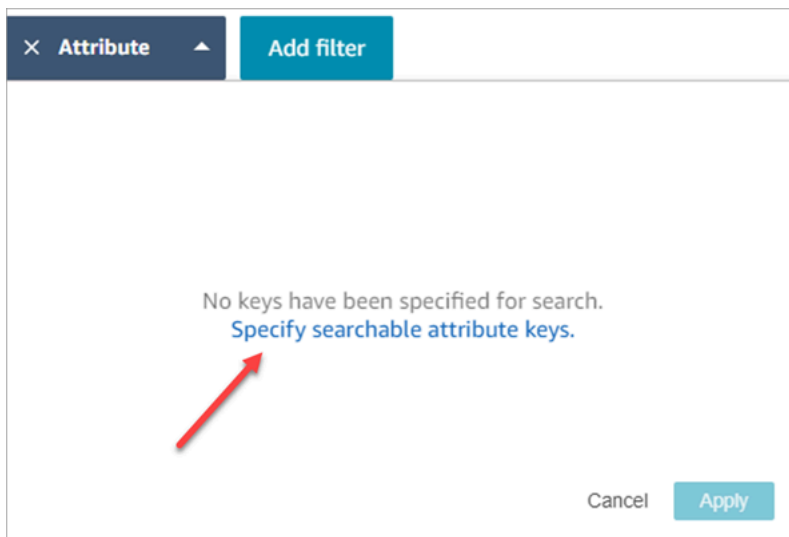 Attribute
Add filter
No keys have been specified for search.
Specify searchable attribute keys.
Cancel
Apply